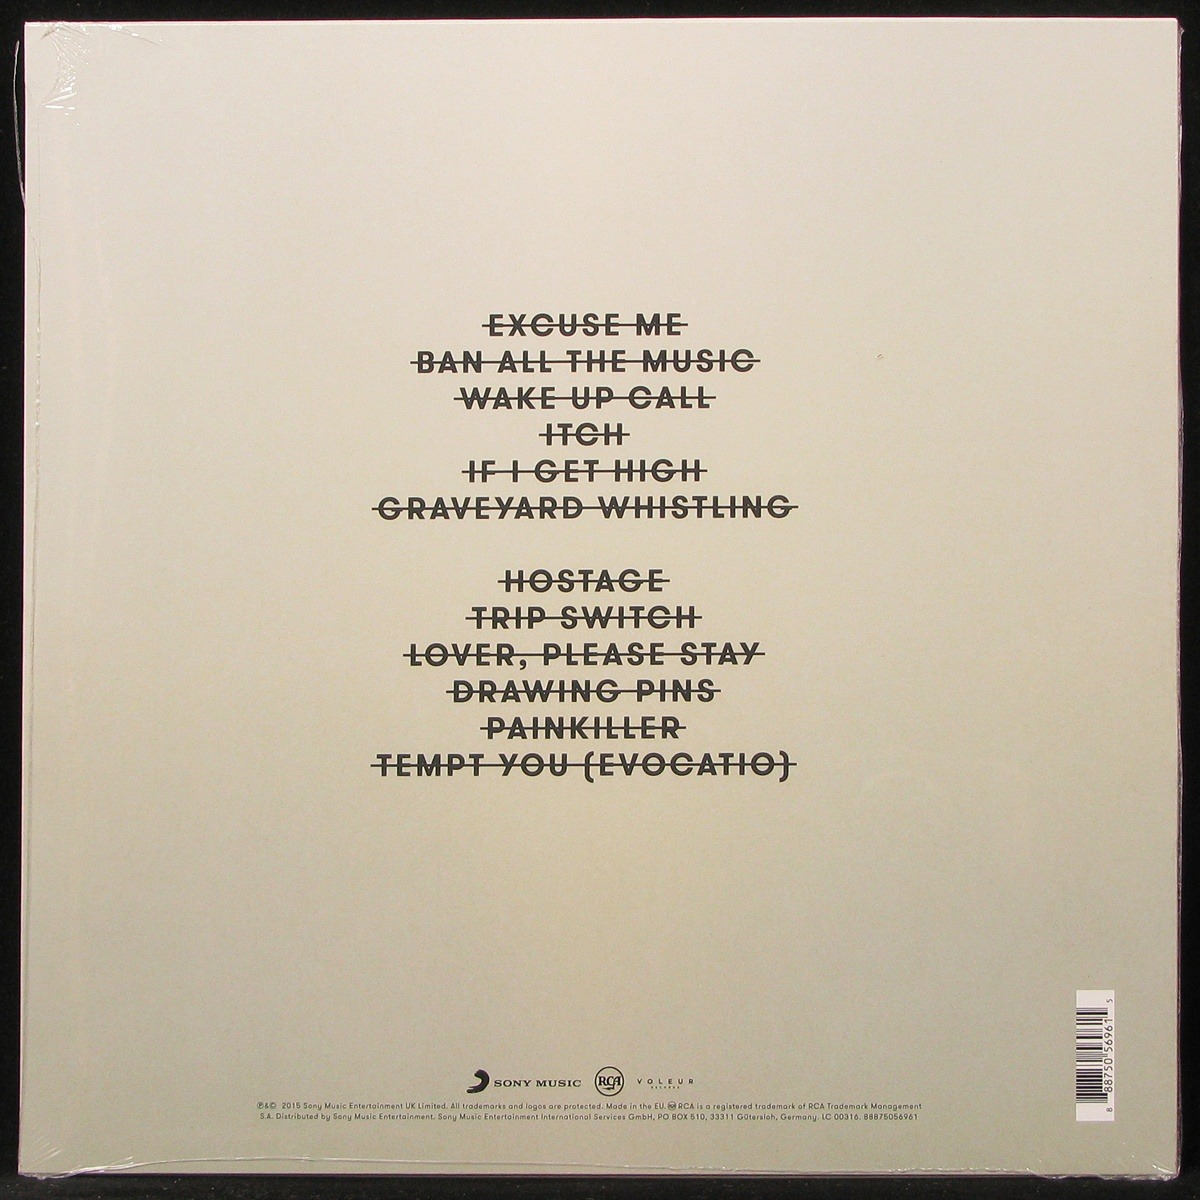 EXCUSE ME
BAN ALL THE MUSIC
WAKE UP CALL
ITCH
IF I GET HIGH
GRAVEYARD WHISTLING
HOSTAGE
TRIP SWITCH
LOVER, PLEASE STAY
DRAWING PINS
PAINKILLER
TEMPT YOU (EVOCATIO)
SONY MUSIC RCA VOLEUR RECORDS
℗&© 2015 Sony Music Entertainment UK Limited. All trademarks and logos are protected. Made in the EU. RCA is a registered trademark of RCA Trademark Management
S.A. Distributed by Sony Music Entertainment. Sony Music Entertainment International Services GmbH, PO BOX 510, 33311 Gütersloh, Germany. LC 00316. 88875056961
8 88750 56961 5